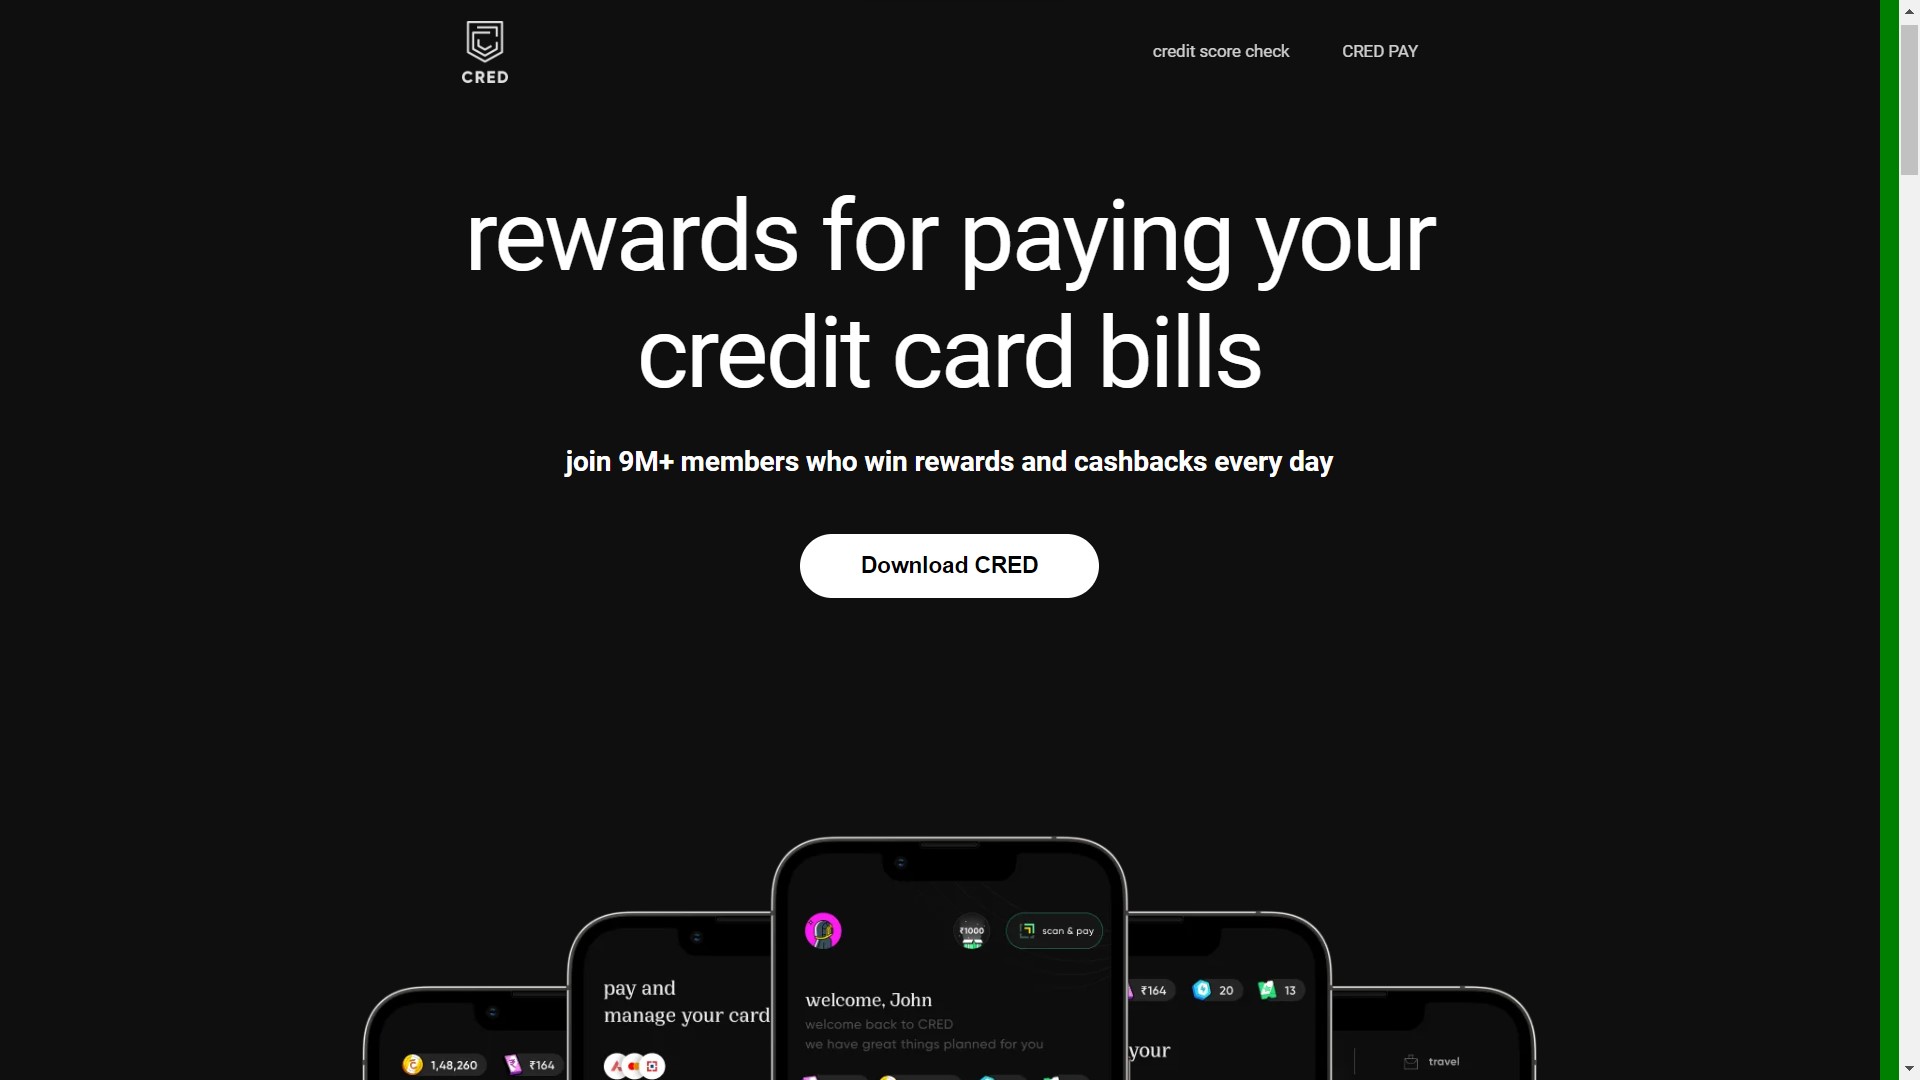 CRED
credit score check
CRED PAY
rewards for paying your
credit card bills
join 9M+ members who win rewards and cashbacks every day
Download CRED
₹1000
scan & pay
pay and
manage your card
welcome, John
welcome back to CRED
we have great things planned for you
₹164
20
13
your
1,48,260
₹164
travel